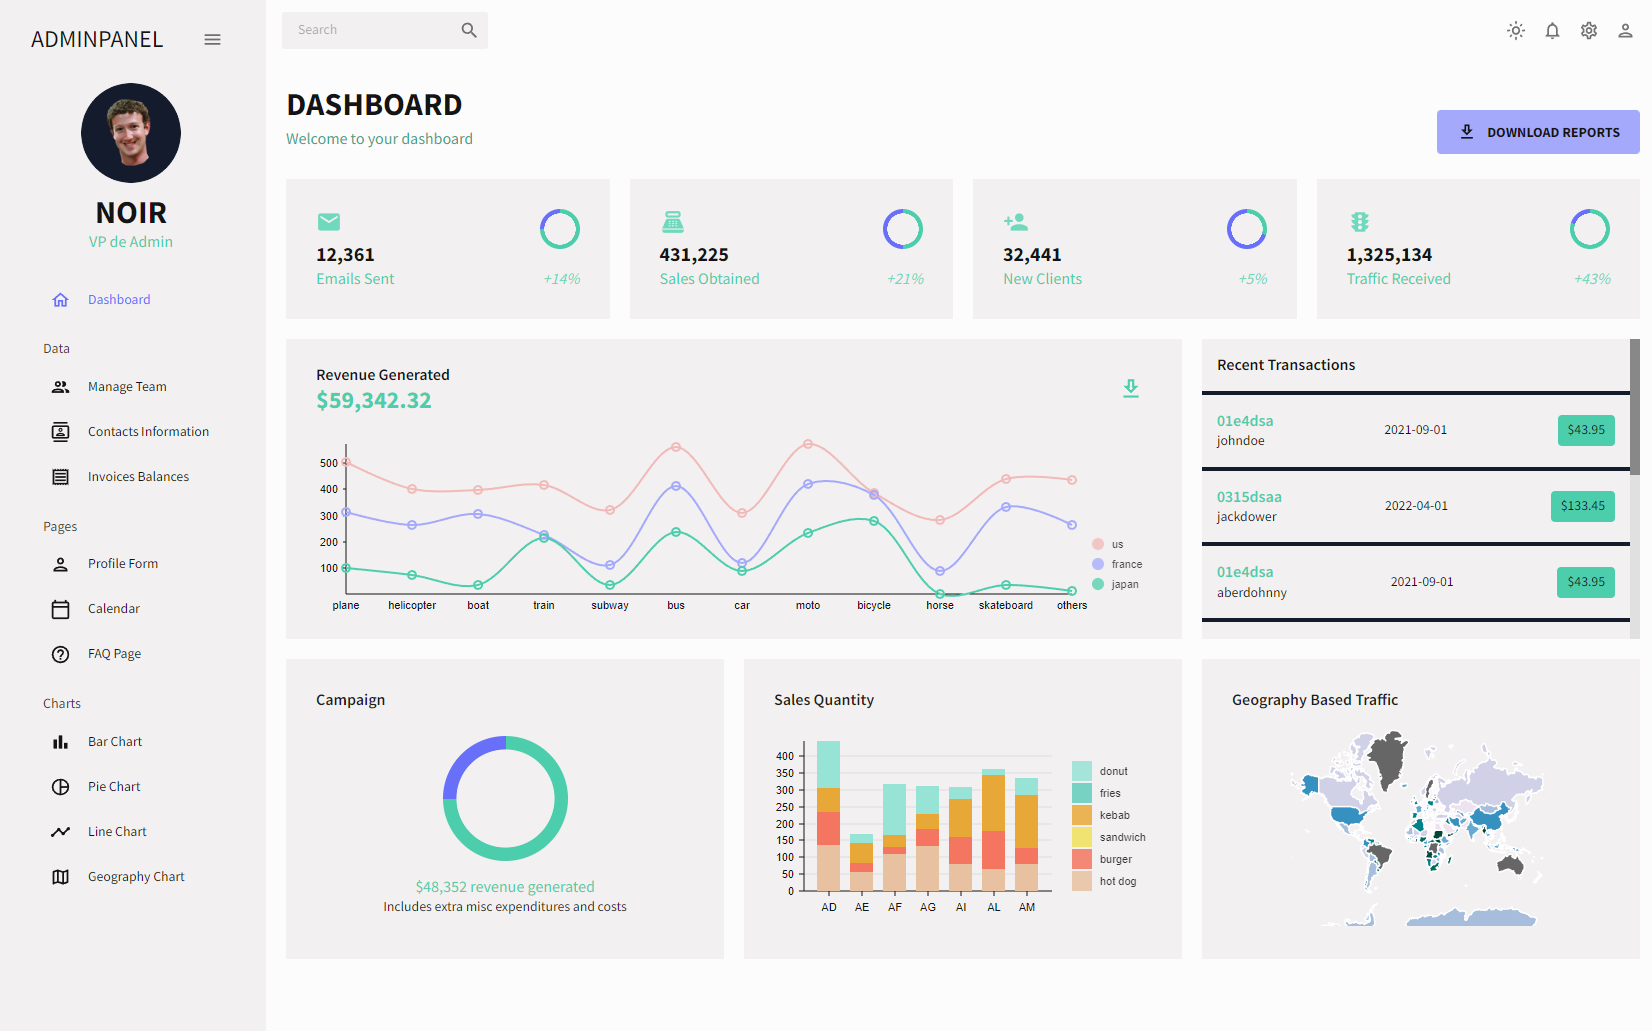 ADMINPANEL
Search
NOIR
VP de Admin
Dashboard
Data
Manage Team
Contacts Information
Invoices Balances
Pages
Profile Form
Calendar
FAQ Page
Charts
Bar Chart
Pie Chart
Line Chart
Geography Chart
DASHBOARD
Welcome to your dashboard
DOWNLOAD REPORTS
12,361
Emails Sent
+14%
431,225
Sales Obtained
+21%
32,441
New Clients
+5%
1,325,134
Traffic Received
+43%
Revenue Generated
$59,342.32
500
400
300
200
100
plane helicopter boat train subway bus car moto bicycle horse skateboard others
us
france
japan
Recent Transactions
01e4dsa
johndoe
2021-09-01
$43.95
0315dsaa
jackdower
2022-04-01
$133.45
01e4dsa
aberdohnny
2021-09-01
$43.95
Campaign
$48,352 revenue generated
Includes extra misc expenditures and costs
Sales Quantity
400
350
300
250
200
150
100
50
0
AD AE AF AG AI AL AM
donut
fries
kebab
sandwich
burger
hot dog
Geography Based Traffic